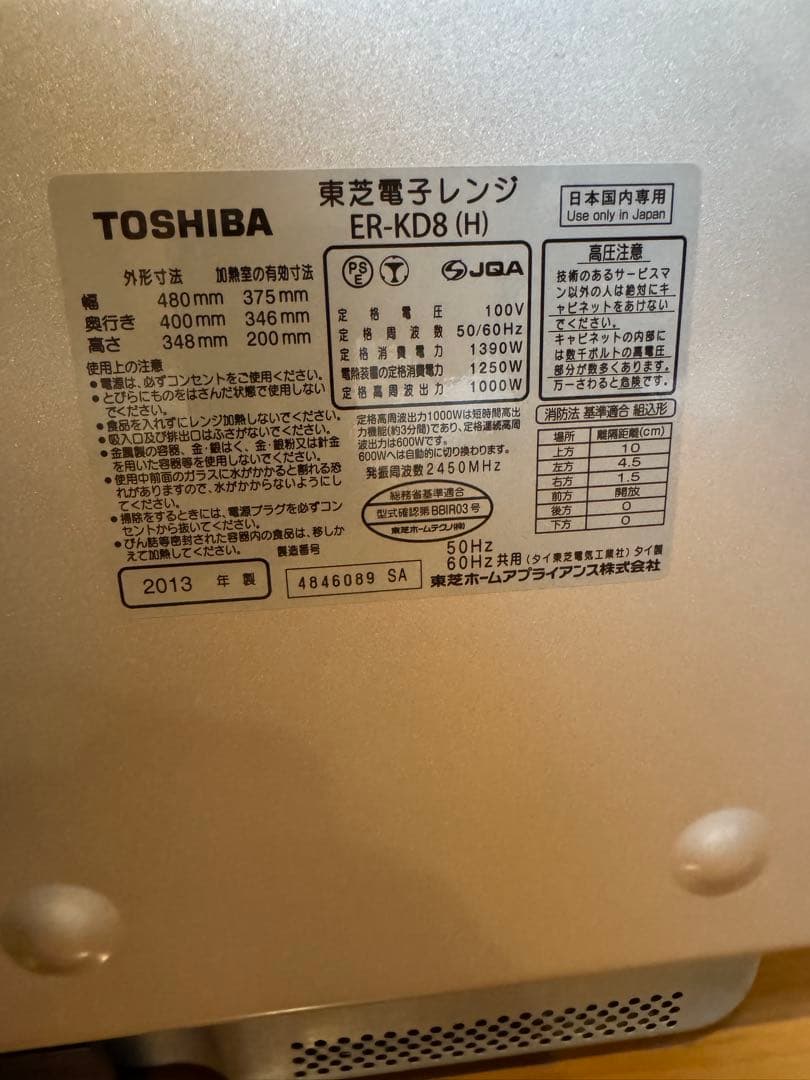 TOSHIBA
東芝電子レンジ
ER-KD8 (H)
日本国内専用
Use only in Japan
外形寸法 加熱室の有効寸法
幅 480mm 375mm
奥行き 400mm 346mm
高さ 348mm 200mm
使用上の注意
●電源は、必ずコンセントをご使用ください。
●とびらにものをはさんだ状態で使用しない
でください。
●食品を入れずにレンジ加熱しないでください。
●吸入口及び排出口はふさがないでください。
●金属製の容器、金・銀はく、金・銀粉又は針金
を用いた容器等を使用しないでください。
●使用中前面のガラスに水がかかると割れる恐
れがありますので、水がかからないようにし
てください。
●掃除をするときには、電源プラグを必ずコン
セントから抜いてください。
●びん詰等密封された容器内の食品は、移しか
えて加熱してください。
製造番号
2013 年製
4846089 SA
PSE
JQA
定格電圧 100V
定格周波数 50/60Hz
定格消費電力 1390W
電熱装置の定格消費電力 1250W
定格高周波出力 1000W
定格高周波出力1000Wは短時間高出
力機能(約3分間)であり、定格連続高周
波出力は600Wです。
600Wへは自動的に切り換わります。
発振周波数2450MHz
総務省基準適合
型式確認第BBIR03号
東芝ホームテクノ(株)
高圧注意
技術のあるサービスマ
ン以外の人は絶対にキ
ャビネットをあけない
でください。
キャビネットの内部に
は数千ボルトの高電圧
部分が数多くあります。
万一さわると危険です。
消防法 基準適合 組込形
場所 離隔距離(cm)
上方 10
左方 4.5
右方 1.5
前方 開放
後方 0
下方 0
50Hz
60Hz 共用 (タイ東芝電気工業社) タイ製
東芝ホームアプライアンス株式会社